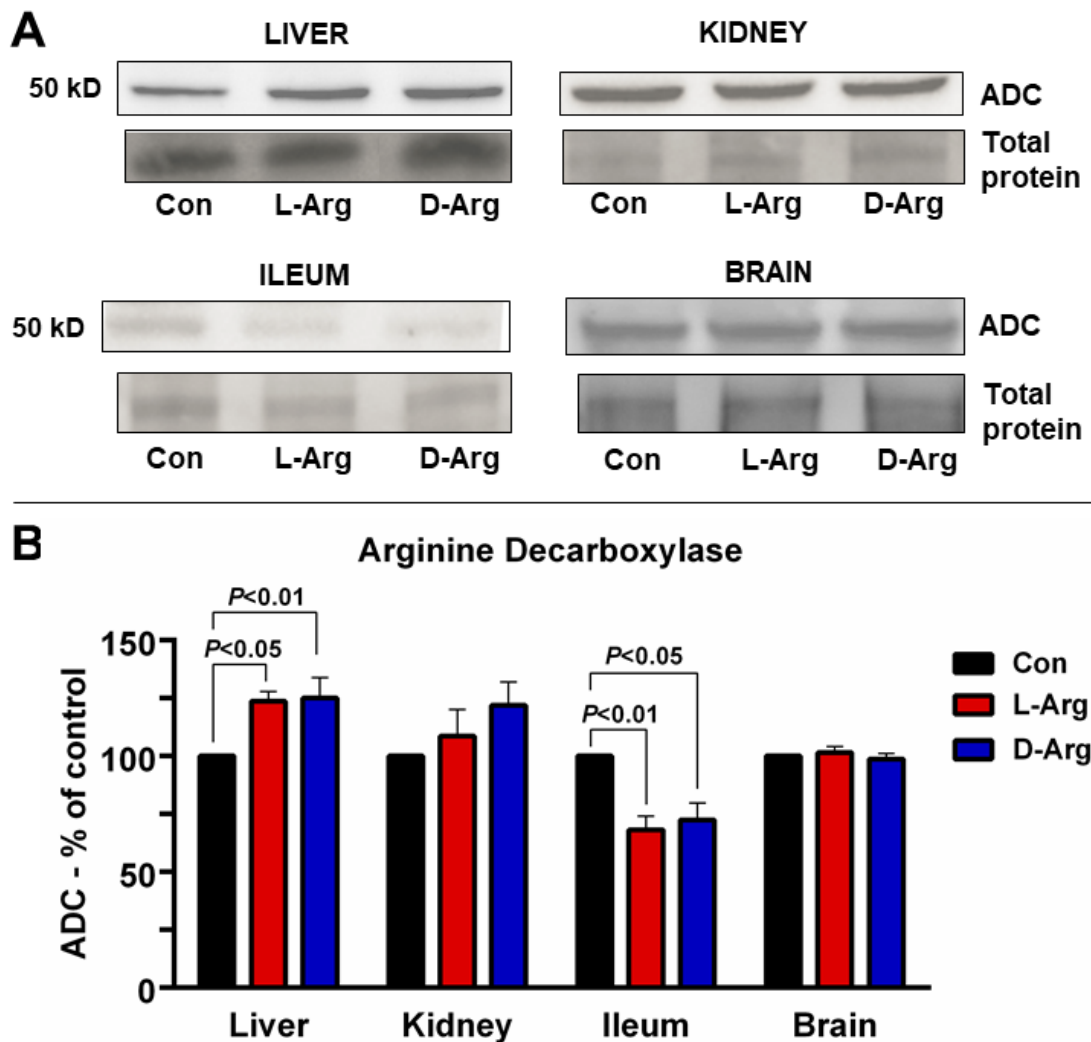 A
LIVER
KIDNEY
50 kD
ADC
Total
protein
Con L-Arg D-Arg
Con L-Arg D-Arg
ILEUM
BRAIN
50 kD
ADC
Total
protein
Con L-Arg D-Arg
Con L-Arg D-Arg
B
Arginine Decarboxylase
ADC - % of control
150
100
50
0
P<0.01
P<0.05
P<0.05
P<0.01
Con
L-Arg
D-Arg
Liver Kidney Ileum Brain